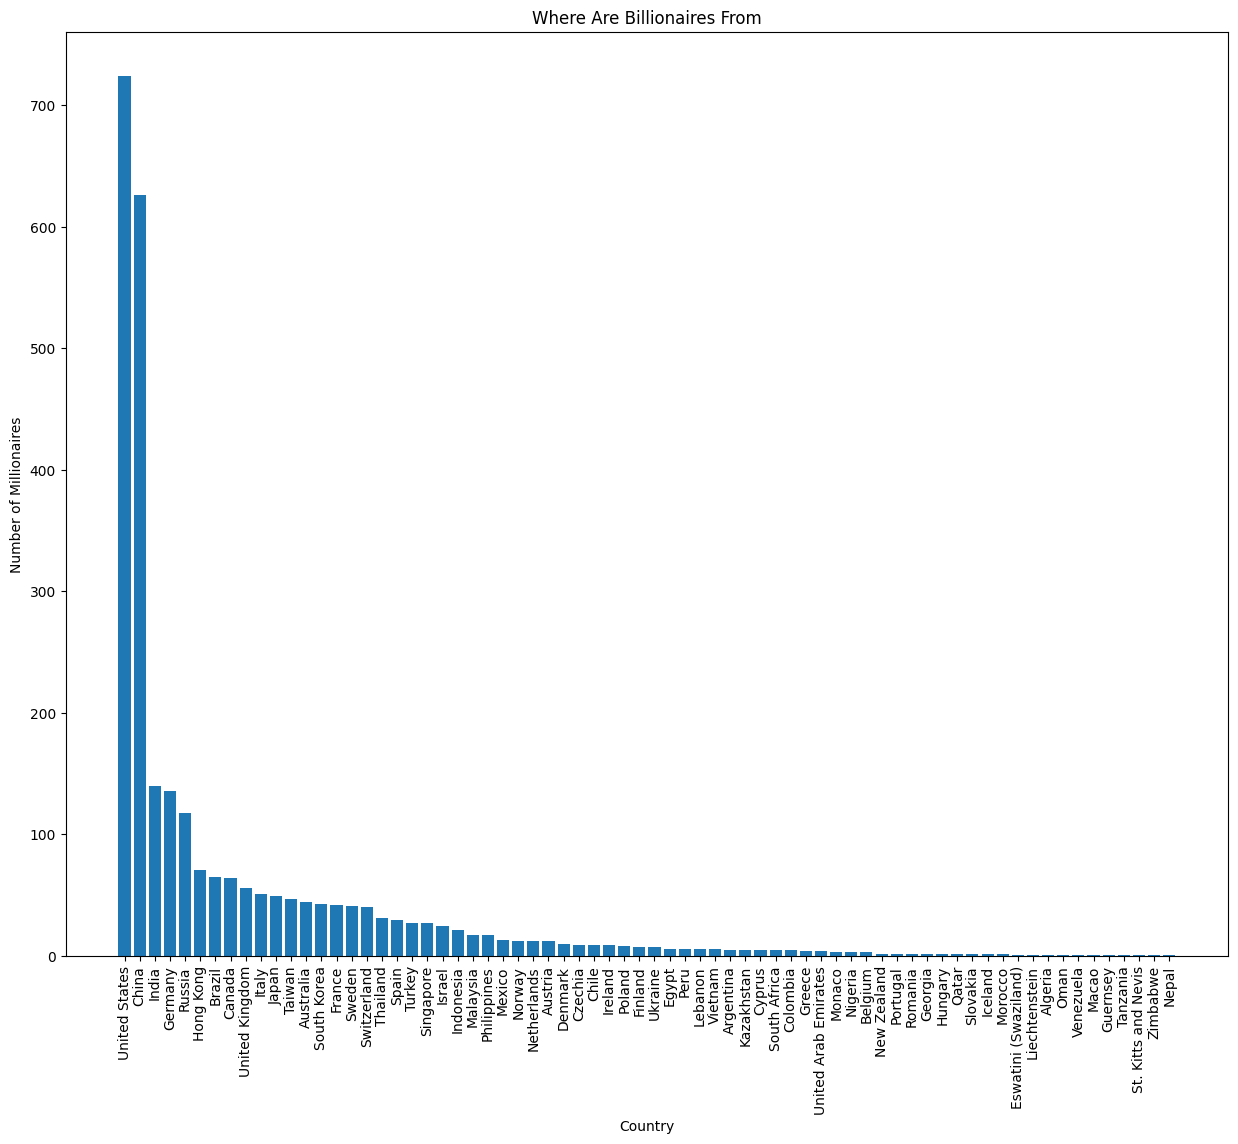 Where Are Billionaires From
Number of Millionaires
700
600
500
400
300
200
100
0
United States
China
India
Germany
Russia
Hong Kong
Brazil
Canada
United Kingdom
Italy
Japan
Taiwan
Australia
South Korea
France
Sweden
Switzerland
Thailand
Spain
Turkey
Singapore
Israel
Indonesia
Malaysia
Philippines
Mexico
Norway
Netherlands
Austria
Denmark
Czechia
Chile
Ireland
Poland
Finland
Ukraine
Egypt
Peru
Lebanon
Vietnam
Argentina
Kazakhstan
Cyprus
South Africa
Colombia
Greece
United Arab Emirates
Monaco
Nigeria
Belgium
New Zealand
Portugal
Romania
Georgia
Hungary
Qatar
Slovakia
Iceland
Morocco
Eswatini (Swaziland)
Liechtenstein
Algeria
Oman
Venezuela
Macao
Guernsey
Tanzania
St. Kitts and Nevis
Zimbabwe
Nepal
Country